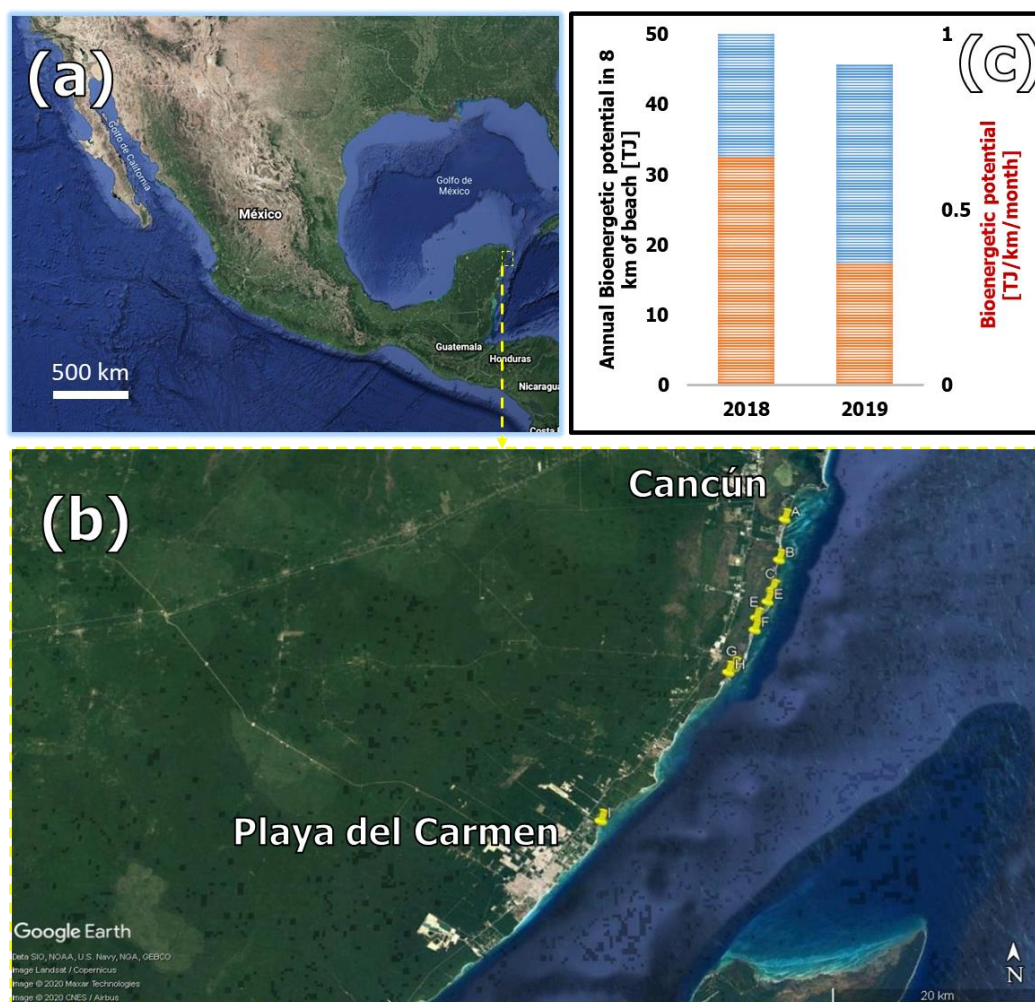 (a)
Golfo de California
México
Golfo de
México
Guatemala
Honduras
Nicaragu
Costa
500 km
50
40
30
20
10
0
Annual Bioenergetic potential in 8
km of beach [TJ]
2018
2019
1
0.5
0
Bioenergetic potential
[TJ/km/month]
(c)
(b)
Cancún
A
B
C
E
E
F
G
H
I
Playa del Carmen
Google Earth
Data SIO, NOAA, U.S. Navy, NGA, GEBCO
Image Landsat / Copernicus
Image © 2020 Maxar Technologies
Image © 2020 CNES / Airbus
N
20 km